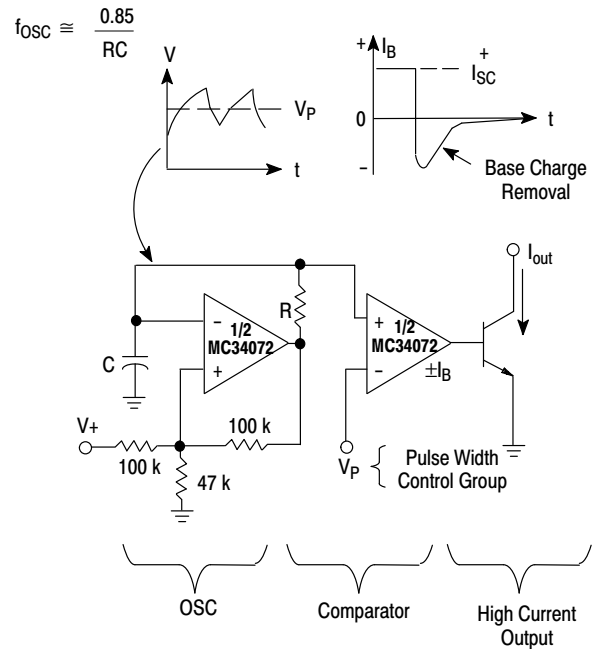 fOSC ≅ 0.85
RC
V
VP
t
+ IB
+
ISC
0
t
–
Base Charge
Removal
Iout
R
–
1/2
MC34072
+
C
+
1/2
MC34072
–
±IB
V+
100 k
100 k
47 k
VP
Pulse Width
Control Group
OSC
Comparator
High Current
Output